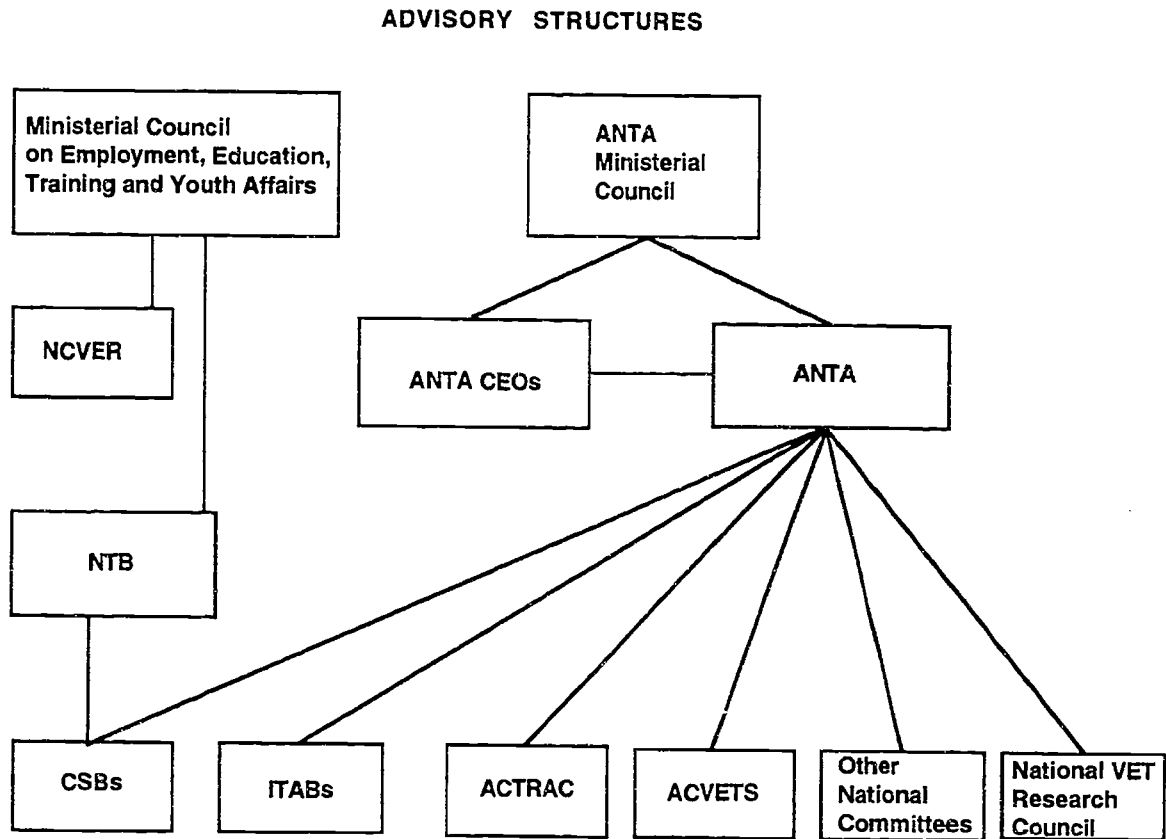 ADVISORY STRUCTURES
Ministerial Council
on Employment, Education,
Training and Youth Affairs
ANTA
Ministerial
Council
NCVER
ANTA CEOs
ANTA
NTB
CSBs
ITABs
ACTRAC
ACVETS
Other
National
Committees
National VET
Research
Council